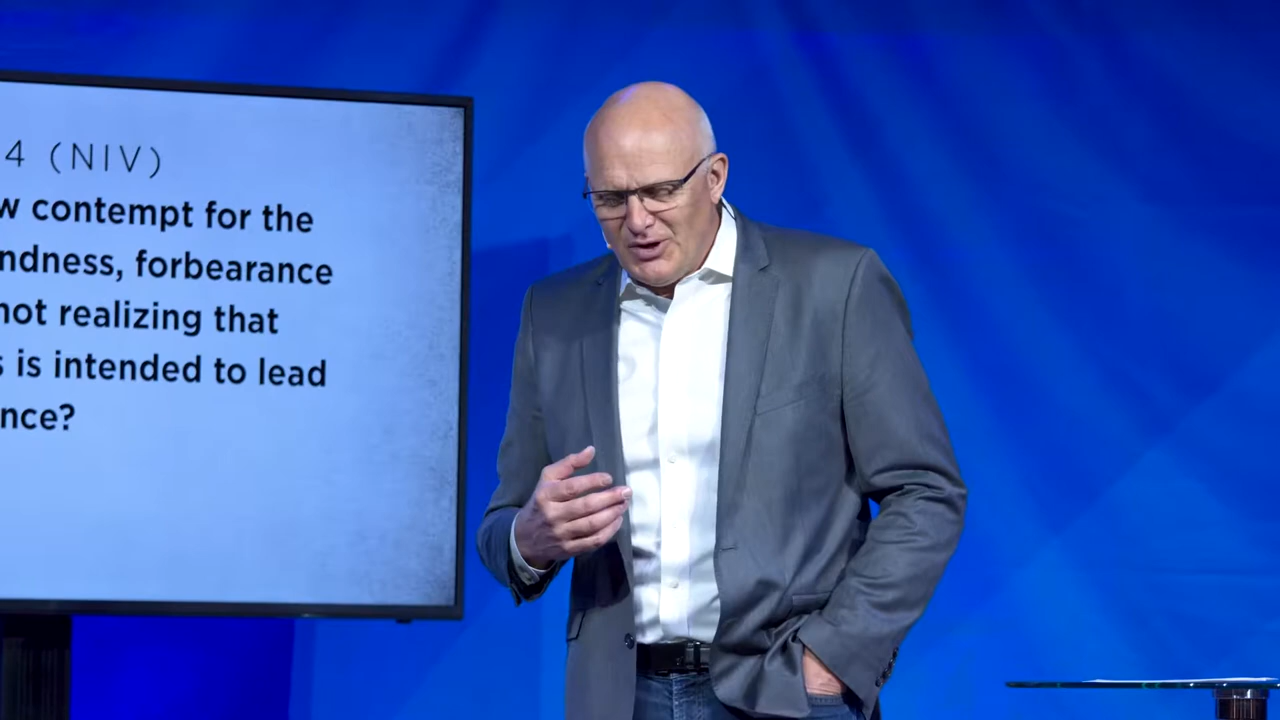 4 (NIV)
w contempt for the
ndness, forbearance
not realizing that
s is intended to lead
nce?